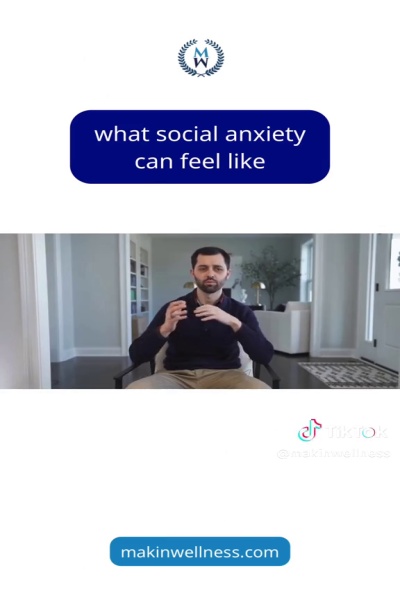 MW
what social anxiety
can feel like
TikTok
@makinwellness
makinwellness.com